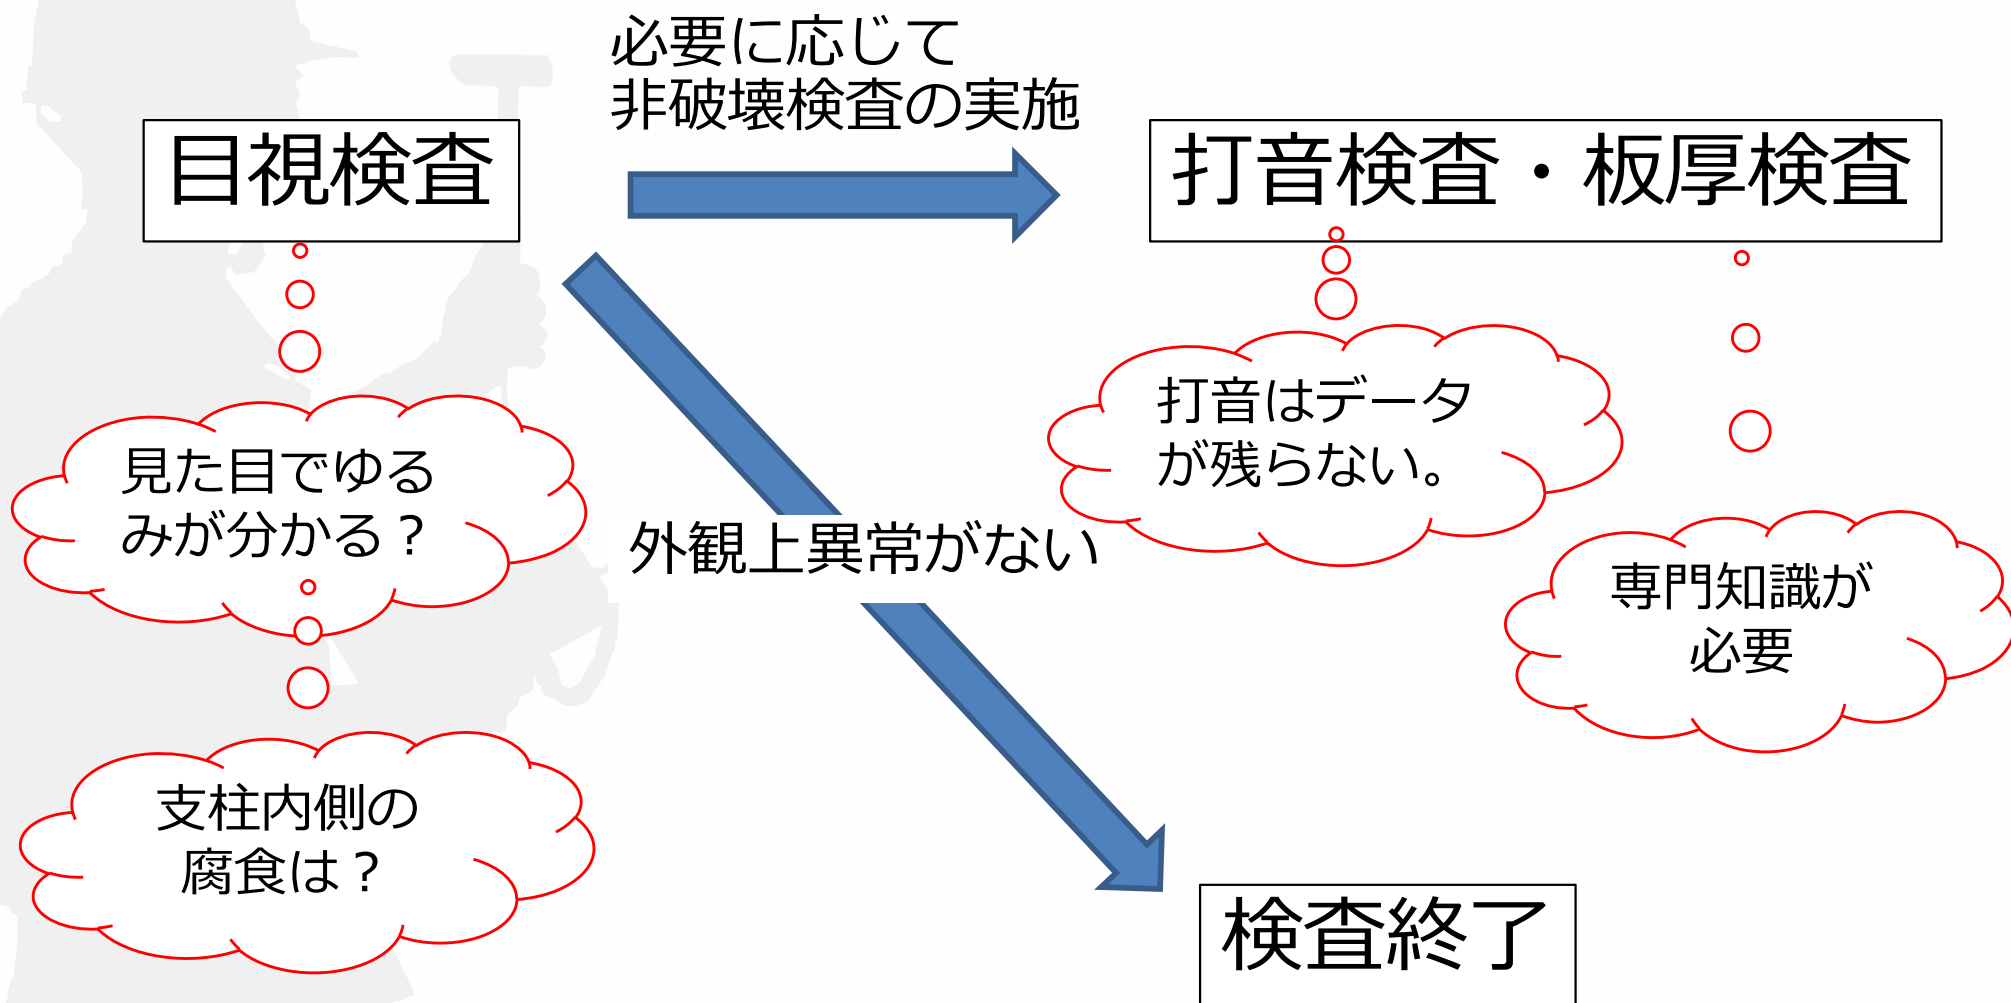 必要に応じて
非破壊検査の実施
目視検査
打音検査・板厚検査
打音はデータ
が残らない。
見た目でゆる
みが分かる？
外観上異常がない
専門知識が
必要
支柱内側の
腐食は？
検査終了